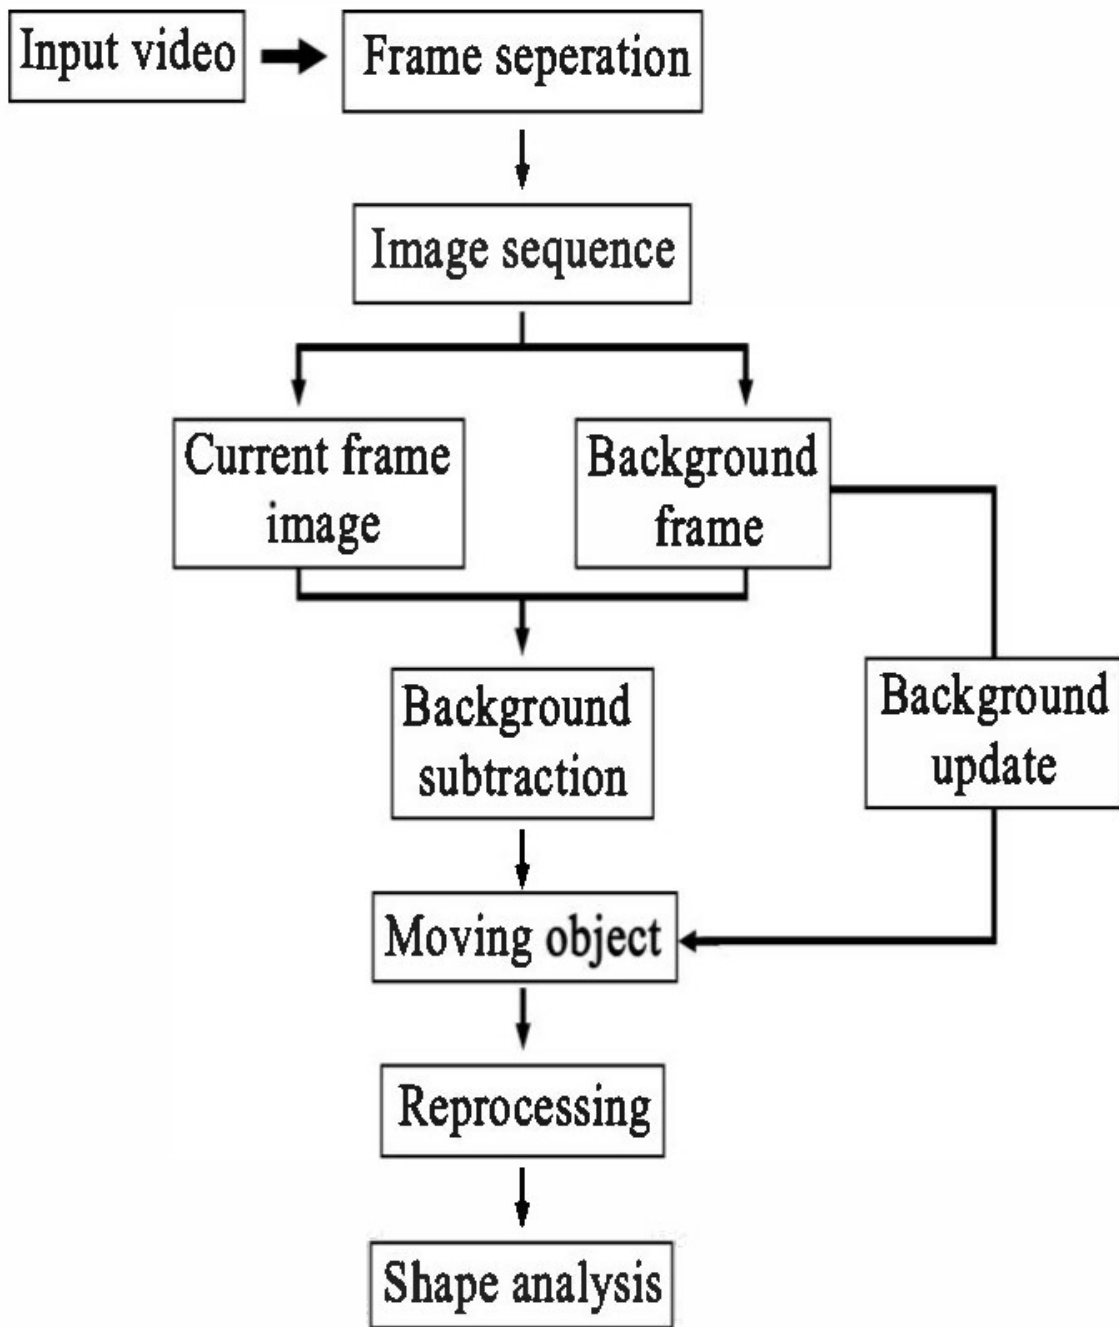 Input video
Frame seperation
Image sequence
Current frame
image
Background
frame
Background
subtraction
Background
update
Moving object
Reprocessing
Shape analysis